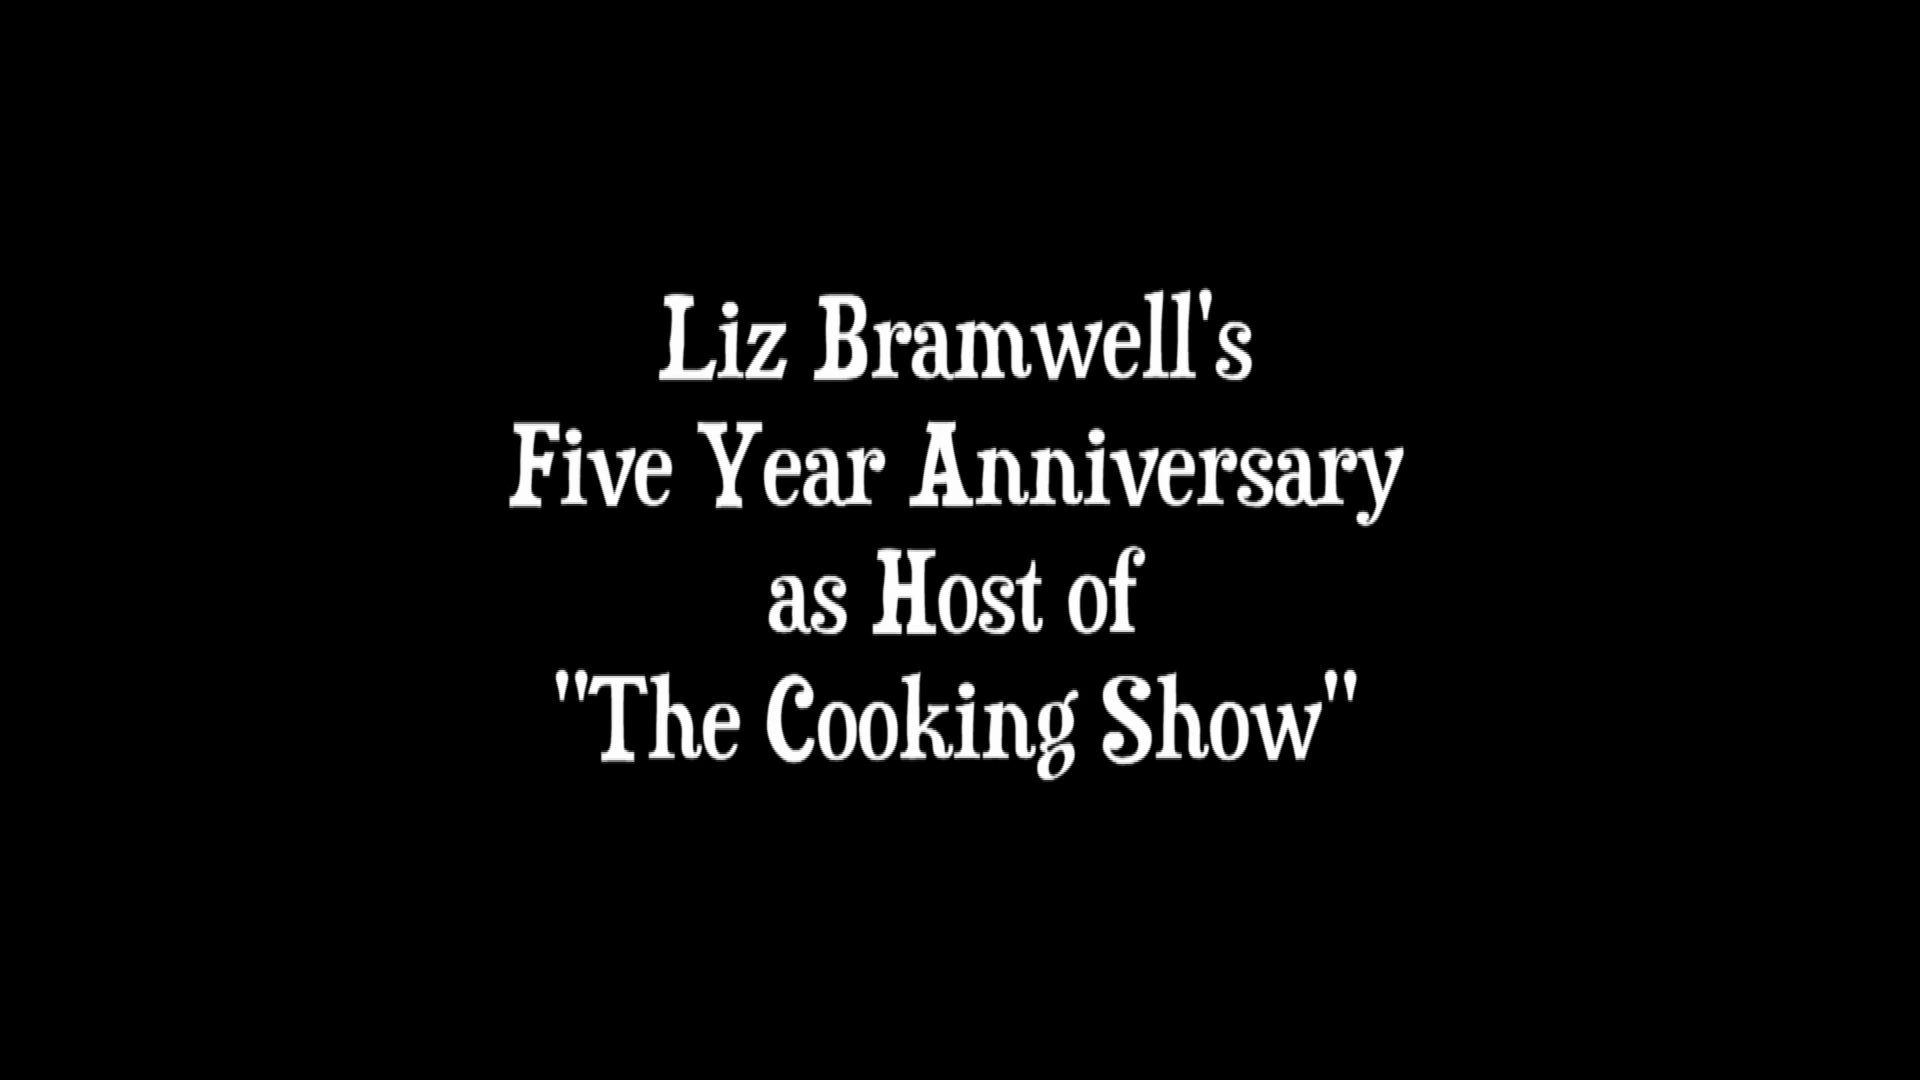 Liz Bramwell's
Five Year Anniversary
as Host of
"The Cooking Show"